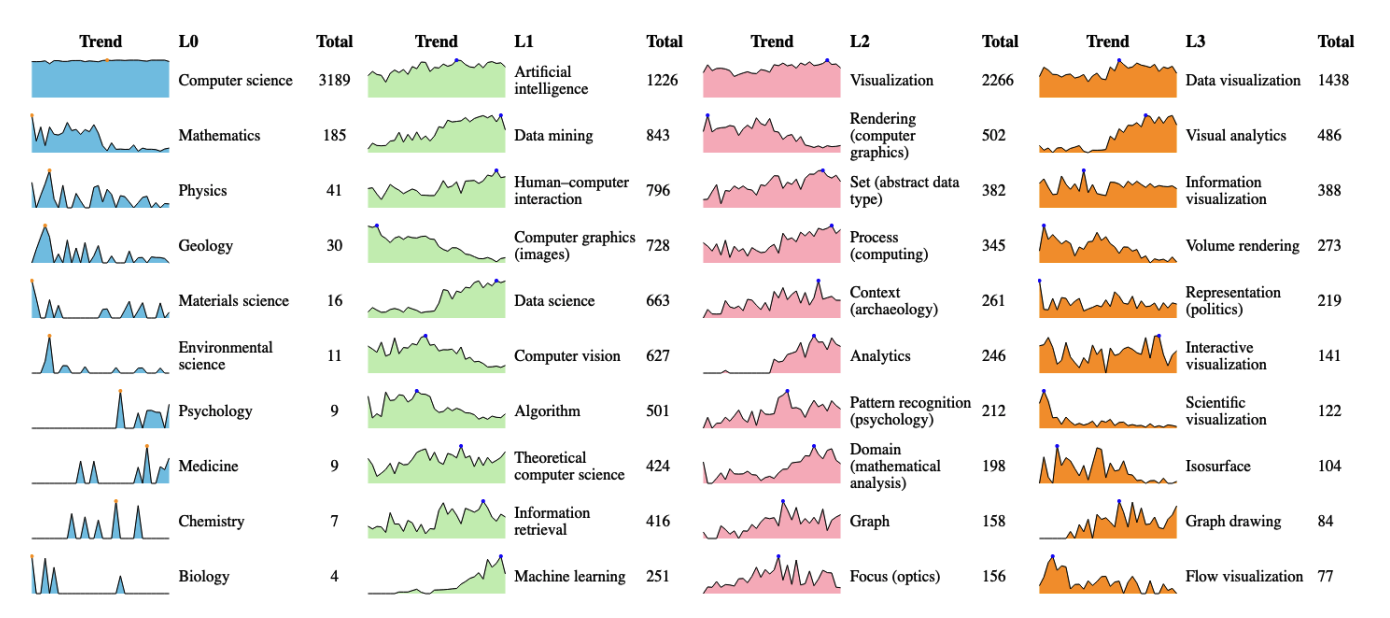 Trend L0 Total Trend L1 Total Trend L2 Total Trend L3 Total
Computer science 3189
Artificial
intelligence 1226
Visualization 2266
Data visualization 1438
Mathematics 185
Data mining 843
Rendering
(computer
graphics) 502
Visual analytics 486
Physics 41
Human–computer
interaction 796
Set (abstract data
type) 382
Information
visualization 388
Geology 30
Computer graphics
(images) 728
Process
(computing) 345
Volume rendering 273
Materials science 16
Data science 663
Context
(archaeology) 261
Representation
(politics) 219
Environmental
science 11
Computer vision 627
Analytics 246
Interactive
visualization 141
Psychology 9
Algorithm 501
Pattern recognition
(psychology) 212
Scientific
visualization 122
Medicine 9
Theoretical
computer science 424
Domain
(mathematical
analysis) 198
Isosurface 104
Chemistry 7
Information
retrieval 416
Graph 158
Graph drawing 84
Biology 4
Machine learning 251
Focus (optics) 156
Flow visualization 77